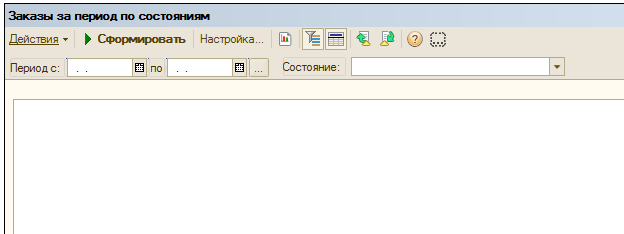 Заказы за период по состояниям
Действия Сформировать Настройка... ?
Период с: . . по . . ... Состояние: